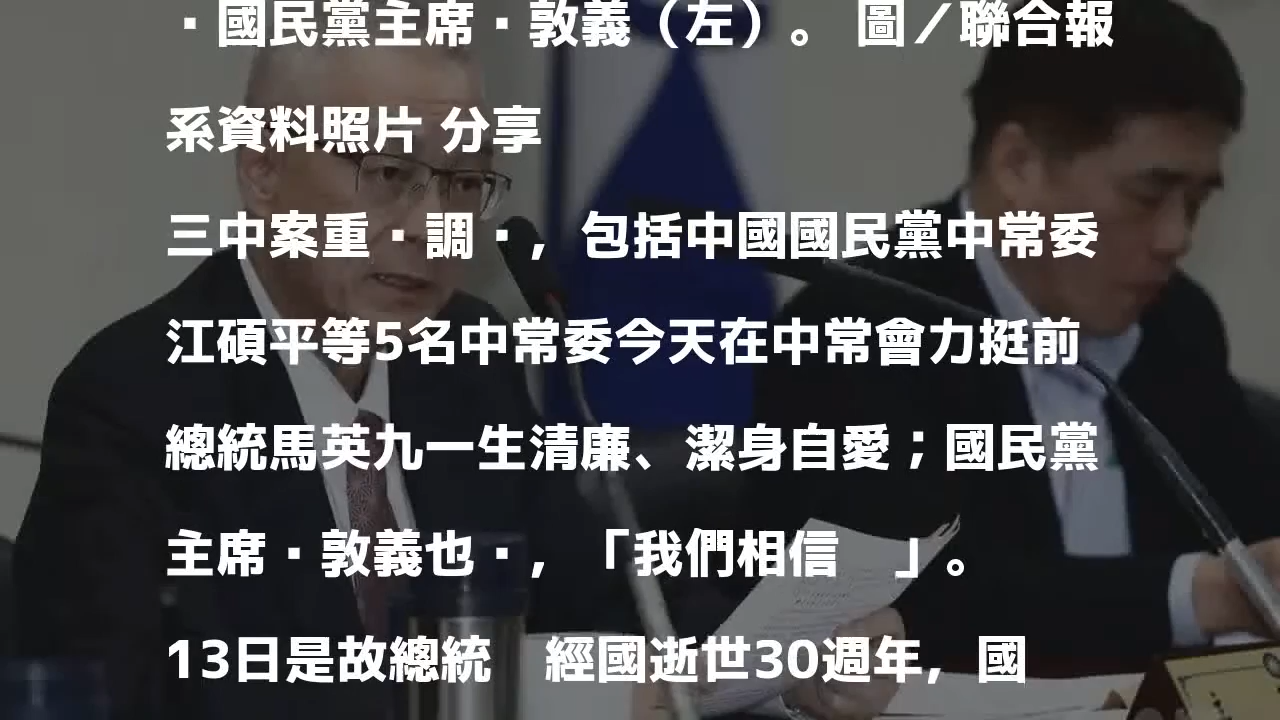 ▪國民黨主席▪敦義（左）。 圖／聯合報
系資料照片 分享
三中案重▪調▪，包括中國國民黨中常委
江碩平等5名中常委今天在中常會力挺前
總統馬英九一生清廉、潔身自愛；國民黨
主席▪敦義也▪，「我們相信　」。
13日是故總統　經國逝世30週年，國